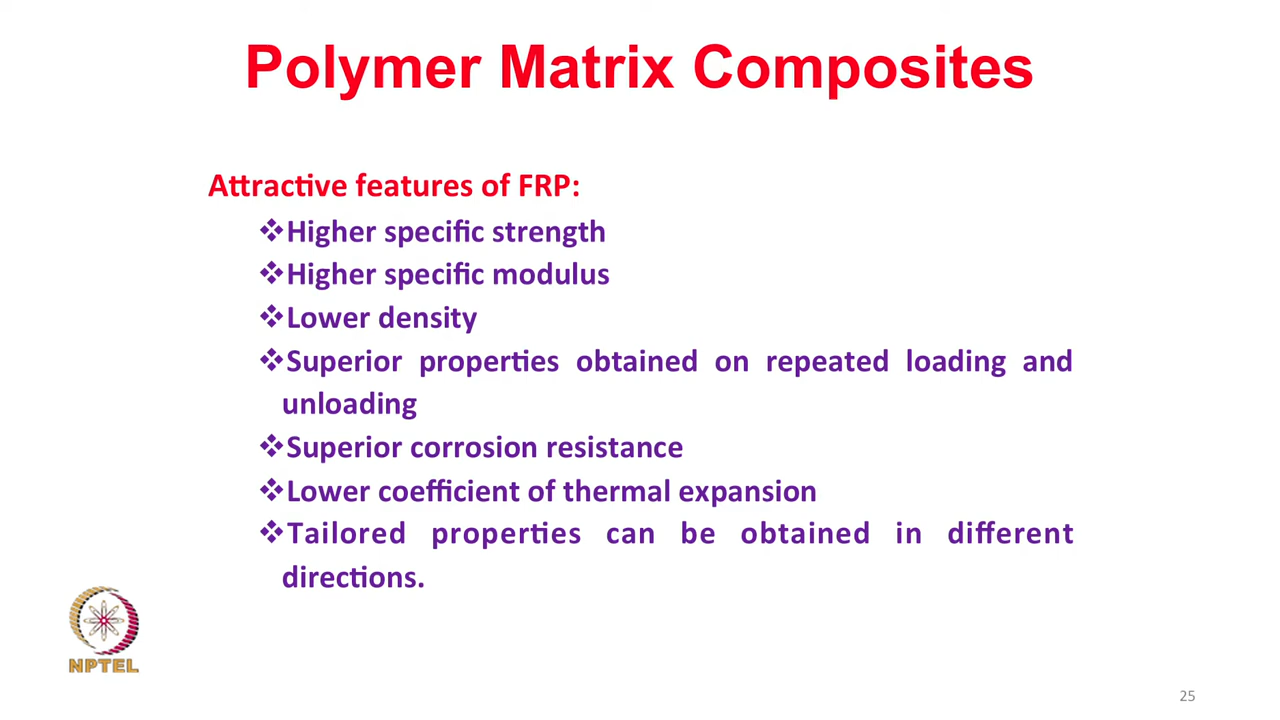 Polymer Matrix Composites
Attractive features of FRP:
❖Higher specific strength
❖Higher specific modulus
❖Lower density
❖Superior properties obtained on repeated loading and
unloading
❖Superior corrosion resistance
❖Lower coefficient of thermal expansion
❖Tailored properties can be obtained in different
directions.
NPTEL
25